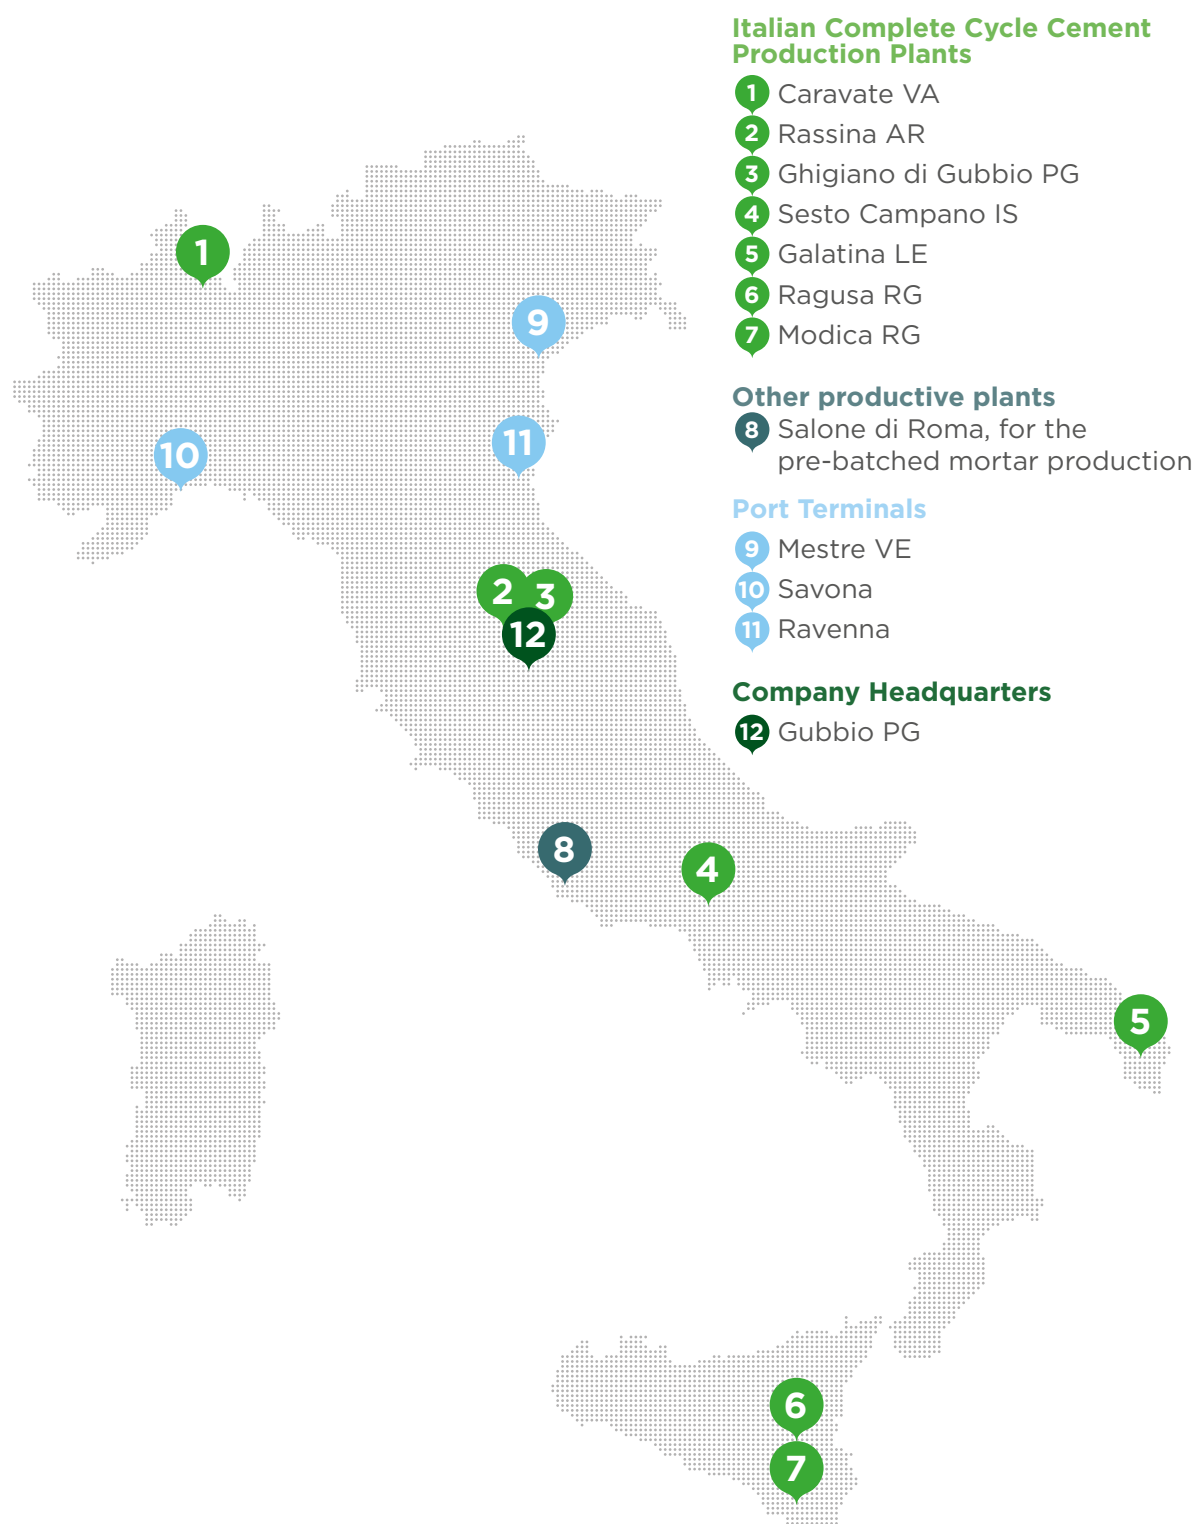 Italian Complete Cycle Cement
Production Plants
1 Caravate VA
2 Rassina AR
3 Ghigiano di Gubbio PG
4 Sesto Campano IS
5 Galatina LE
6 Ragusa RG
7 Modica RG
Other productive plants
8 Salone di Roma, for the
pre-batched mortar production
Port Terminals
9 Mestre VE
10 Savona
11 Ravenna
Company Headquarters
12 Gubbio PG
1
9
10
11
2
3
12
8
4
5
6
7